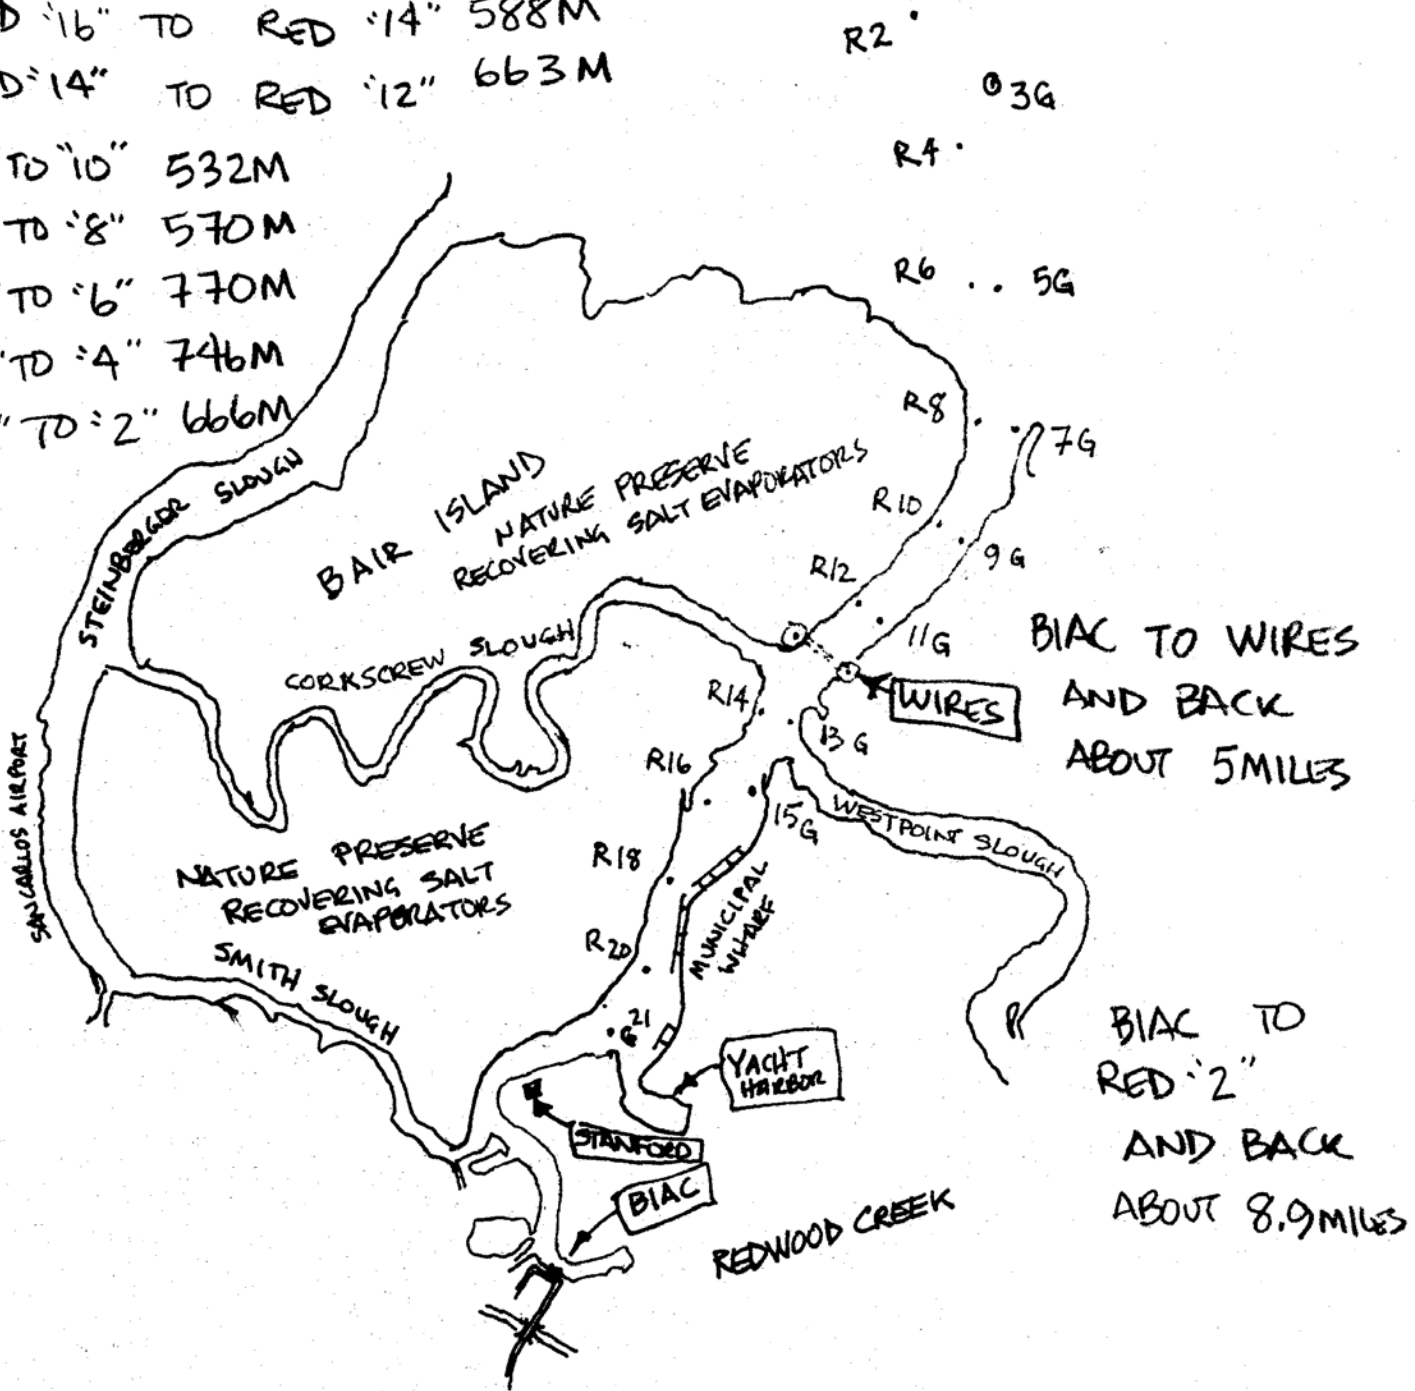 D "16" TO RED "14" 588M
D "14" TO RED "12" 663M
TO "10" 532M
TO "8" 570M
TO "6" 770M
"TO "4" 746M
" TO "2" 666M
R2
3G
R4
R6
5G
R8
7G
R10
9G
R12
11G
BIAC TO WIRES
AND BACK
ABOUT 5MILES
WIRES
R14
13G
R16
15G
R18
R20
G21
BAIR ISLAND
NATURE PRESERVE
RECOVERING SALT EVAPORATORS
STEINBERGER SLOUGH
CORKSCREW SLOUGH
SAN CARLOS AIRPORT
NATURE PRESERVE
RECOVERING SALT
EVAPORATORS
SMITH SLOUGH
MUNICIPAL
WHARF
WESTPOINT SLOUGH
YACHT
HARBOR
STANFORD
BIAC
REDWOOD CREEK
BIAC TO
RED "2"
AND BACK
ABOUT 8.9MILES